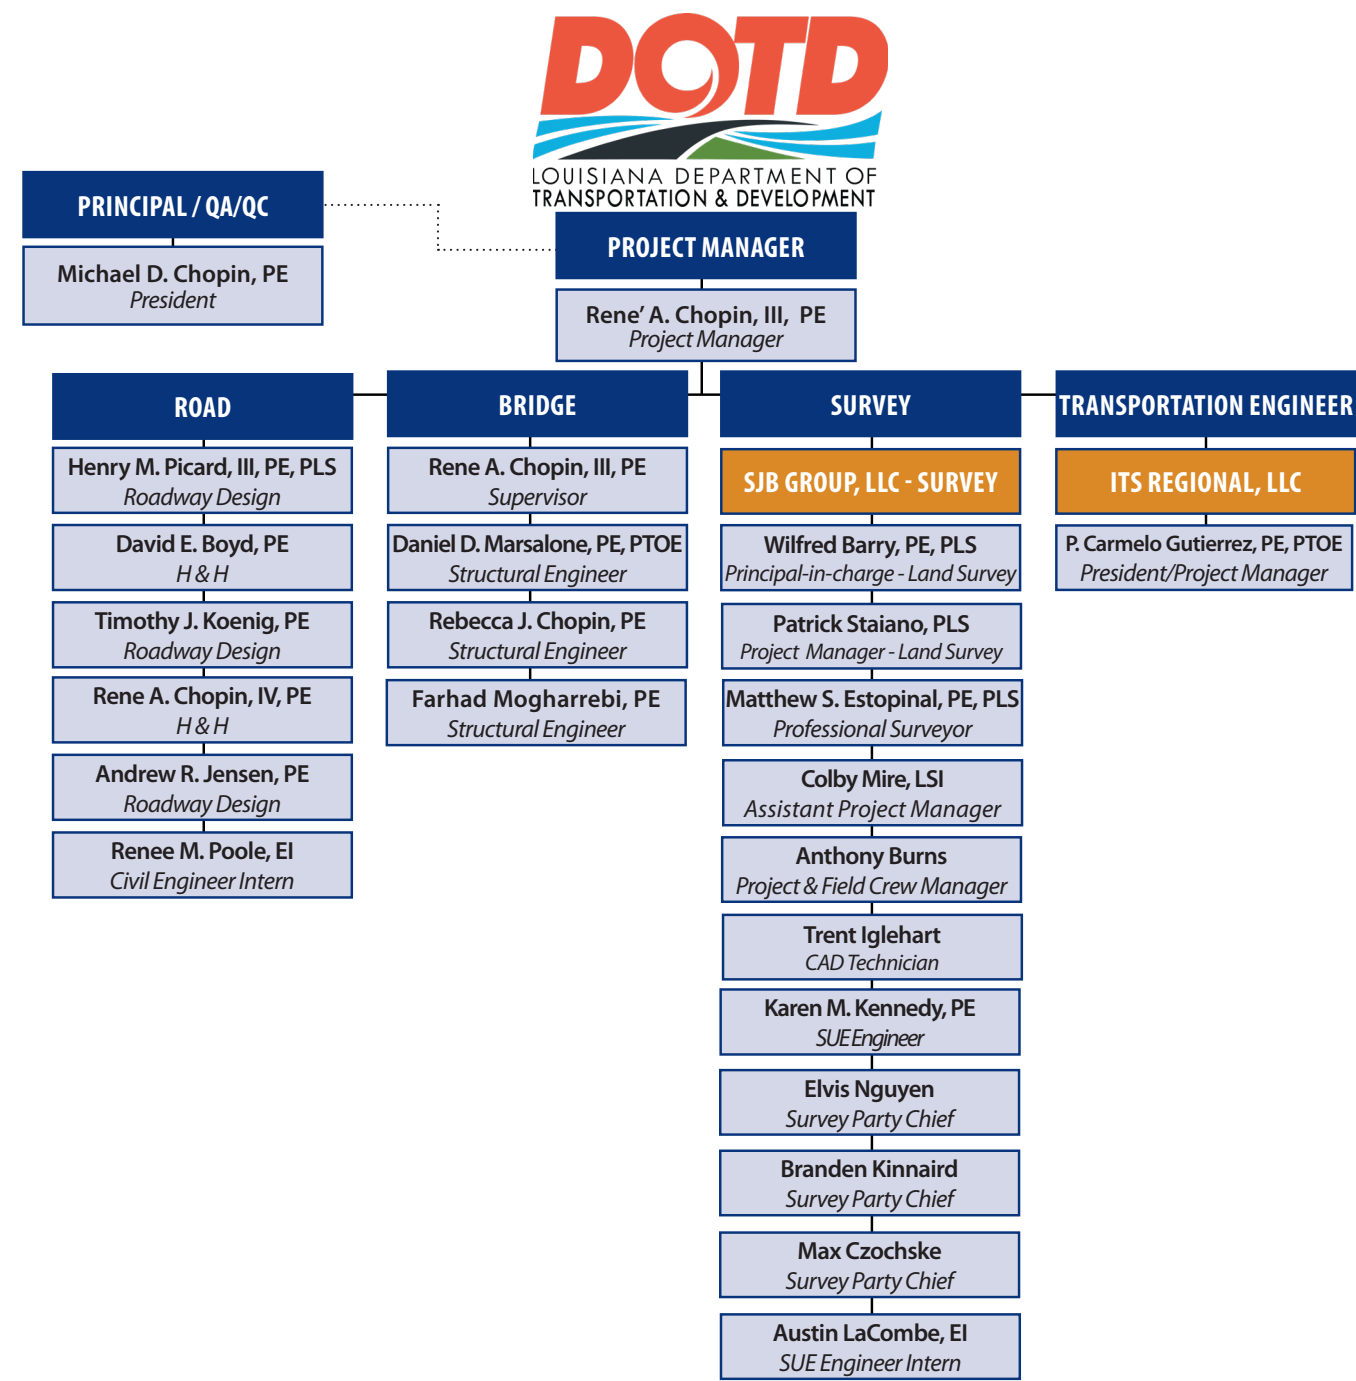 DOTD
LOUISIANA DEPARTMENT OF
TRANSPORTATION & DEVELOPMENT
PRINCIPAL / QA/QC
Michael D. Chopin, PE
President
PROJECT MANAGER
Rene’ A. Chopin, III, PE
Project Manager
ROAD
Henry M. Picard, III, PE, PLS
Roadway Design
David E. Boyd, PE
H & H
Timothy J. Koenig, PE
Roadway Design
Rene A. Chopin, IV, PE
H & H
Andrew R. Jensen, PE
Roadway Design
Renee M. Poole, EI
Civil Engineer Intern
BRIDGE
Rene A. Chopin, III, PE
Supervisor
Daniel D. Marsalone, PE, PTOE
Structural Engineer
Rebecca J. Chopin, PE
Structural Engineer
Farhad Mogharrebi, PE
Structural Engineer
SURVEY
SJB GROUP, LLC - SURVEY
Wilfred Barry, PE, PLS
Principal-in-charge - Land Survey
Patrick Staiano, PLS
Project Manager - Land Survey
Matthew S. Estopinal, PE, PLS
Professional Surveyor
Colby Mire, LSI
Assistant Project Manager
Anthony Burns
Project & Field Crew Manager
Trent Iglehart
CAD Technician
Karen M. Kennedy, PE
SUE Engineer
Elvis Nguyen
Survey Party Chief
Branden Kinnaird
Survey Party Chief
Max Czochske
Survey Party Chief
Austin LaCombe, EI
SUE Engineer Intern
TRANSPORTATION ENGINEER
ITS REGIONAL, LLC
P. Carmelo Gutierrez, PE, PTOE
President/Project Manager